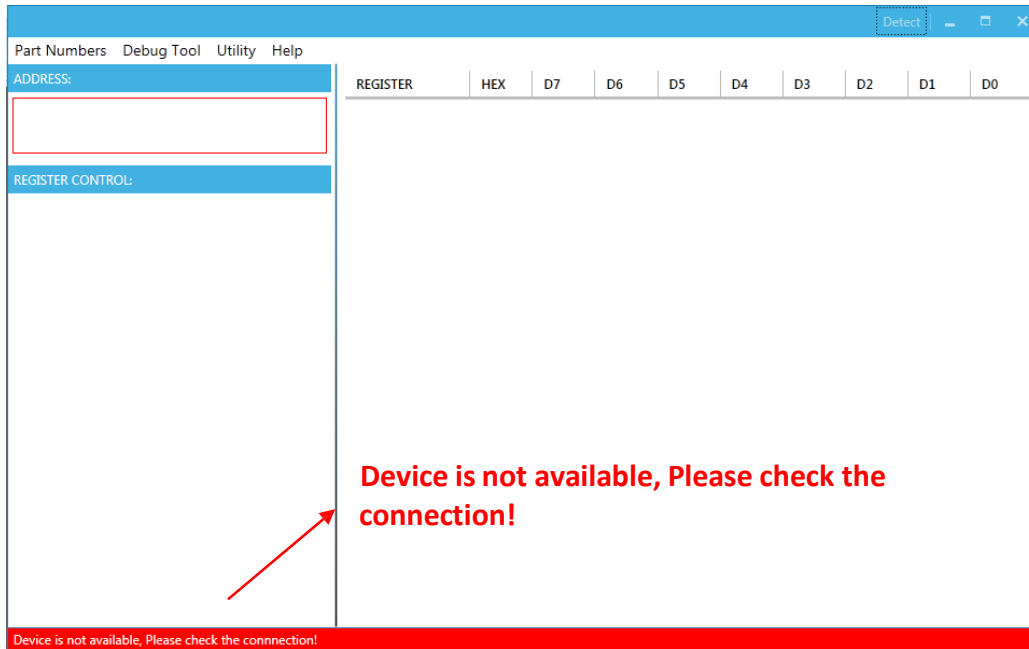 Detect
Part Numbers Debug Tool Utility Help
ADDRESS:
REGISTER HEX D7 D6 D5 D4 D3 D2 D1 D0
REGISTER CONTROL:
Device is not available, Please check the
connection!
Device is not available, Please check the connnection!